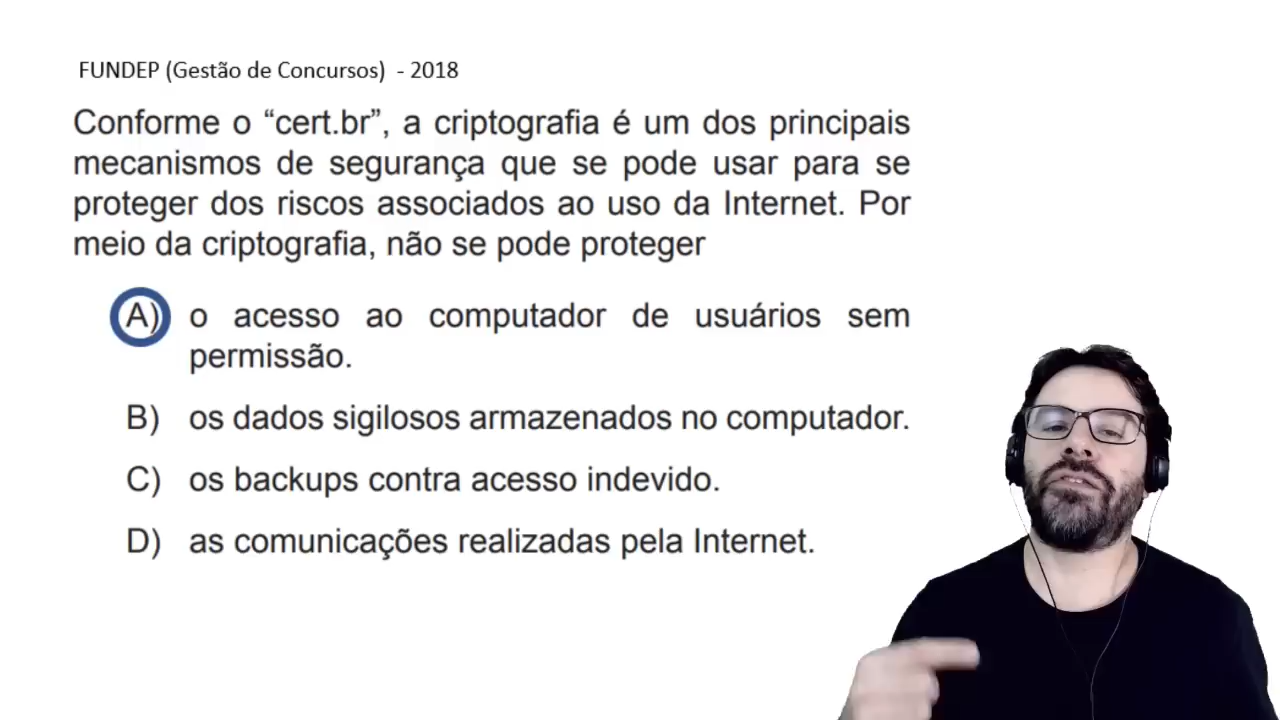 FUNDEP (Gestão de Concursos) - 2018
Conforme o “cert.br”, a criptografia é um dos principais
mecanismos de segurança que se pode usar para se
proteger dos riscos associados ao uso da Internet. Por
meio da criptografia, não se pode proteger
A) o acesso ao computador de usuários sem
permissão.
B) os dados sigilosos armazenados no computador.
C) os backups contra acesso indevido.
D) as comunicações realizadas pela Internet.